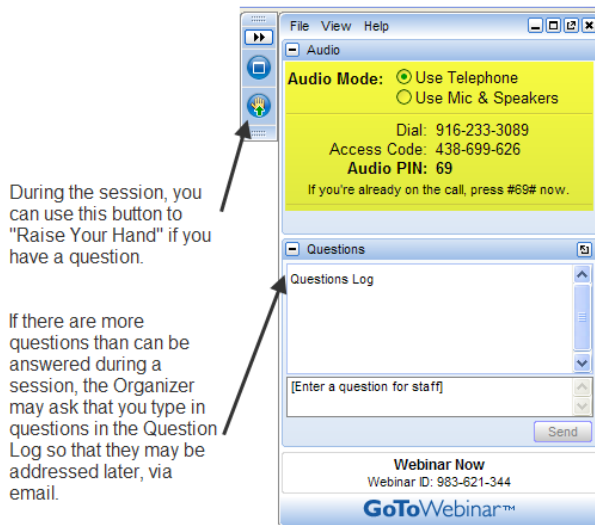 During the session, you
can use this button to
"Raise Your Hand" if you
have a question.
If there are more
questions than can be
answered during a
session, the Organizer
may ask that you type in
questions in the Question
Log so that they may be
addressed later, via
email.
File View Help
Audio
Audio Mode: Use Telephone
Use Mic & Speakers
Dial: 916-233-3089
Access Code: 438-699-626
Audio PIN: 69
If you're already on the call, press #69# now.
Questions
Questions Log
[Enter a question for staff]
Send
Webinar Now
Webinar ID: 983-621-344
GoToWebinar™